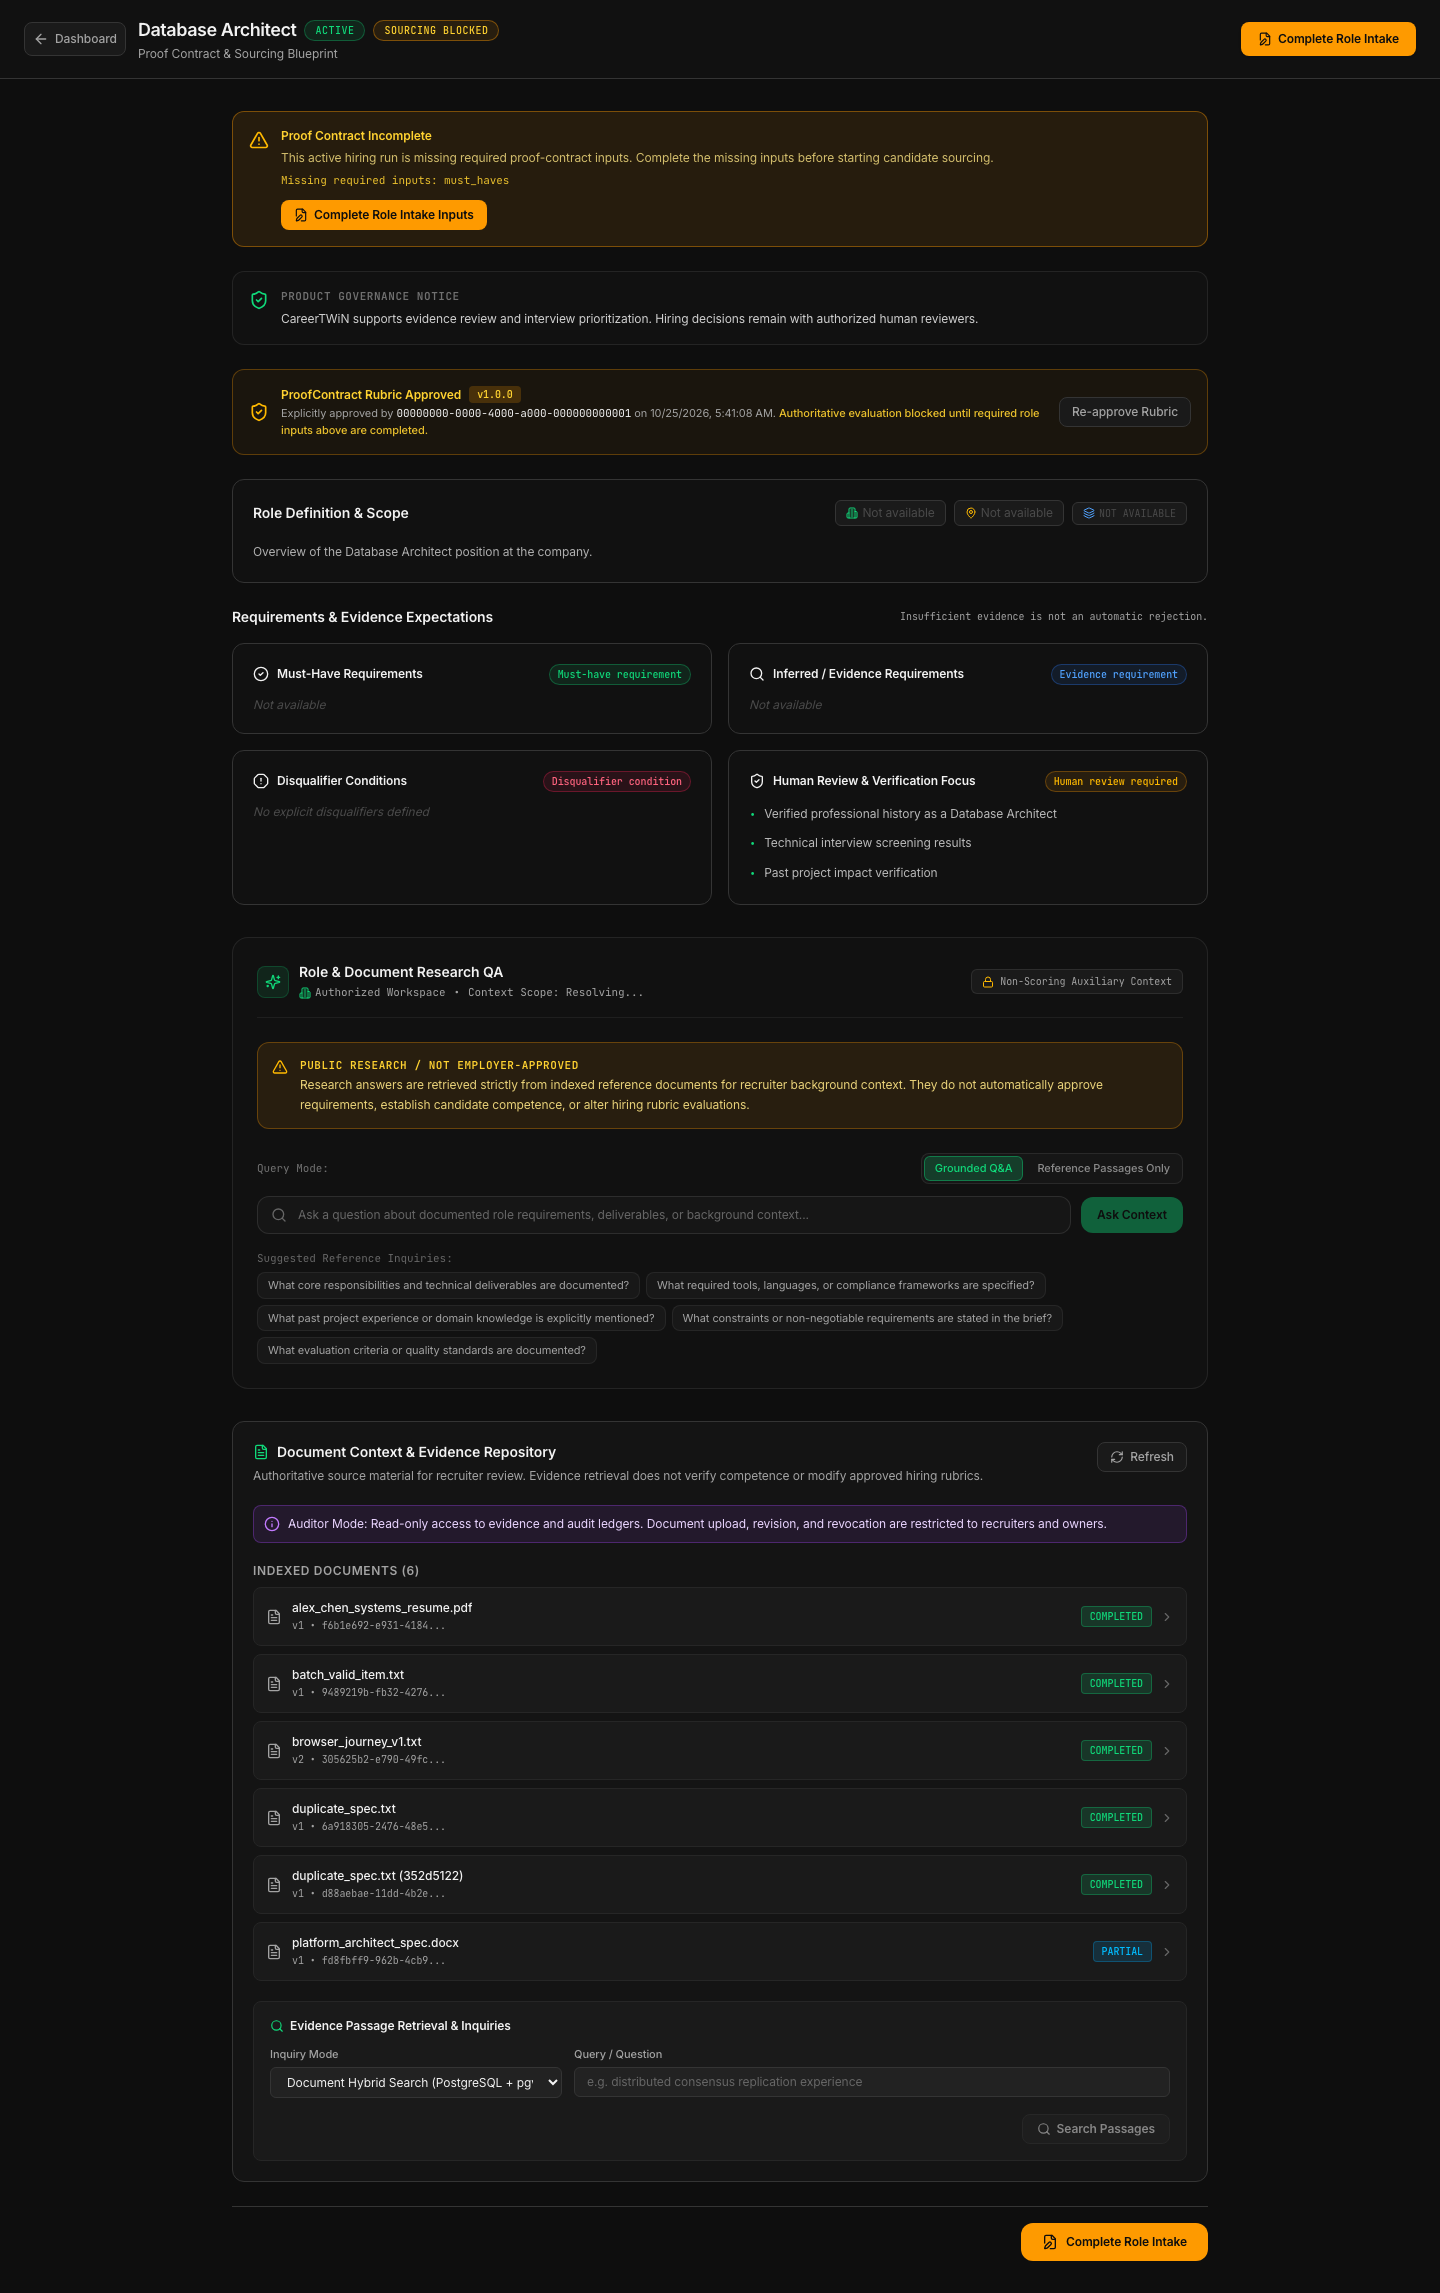 Dashboard
Database Architect
ACTIVE
SOURCING BLOCKED
Proof Contract & Sourcing Blueprint
Complete Role Intake
Proof Contract Incomplete
This active hiring run is missing required proof-contract inputs. Complete the missing inputs before starting candidate sourcing.
Missing required inputs: must_haves
Complete Role Intake Inputs
PRODUCT GOVERNANCE NOTICE
CareerTWiN supports evidence review and interview prioritization. Hiring decisions remain with authorized human reviewers.
ProofContract Rubric Approved
v1.0.0
Explicitly approved by 00000000-0000-4000-a000-000000000001 on 10/25/2026, 5:41:08 AM. Authoritative evaluation blocked until required role
inputs above are completed.
Re-approve Rubric
Role Definition & Scope
Not available
Not available
NOT AVAILABLE
Overview of the Database Architect position at the company.
Requirements & Evidence Expectations
Insufficient evidence is not an automatic rejection.
Must-Have Requirements
Must-have requirement
Not available
Inferred / Evidence Requirements
Evidence requirement
Not available
Disqualifier Conditions
Disqualifier condition
No explicit disqualifiers defined
Human Review & Verification Focus
Human review required
• Verified professional history as a Database Architect
• Technical interview screening results
• Past project impact verification
Role & Document Research QA
Authorized Workspace • Context Scope: Resolving...
Non-Scoring Auxiliary Context
PUBLIC RESEARCH / NOT EMPLOYER-APPROVED
Research answers are retrieved strictly from indexed reference documents for recruiter background context. They do not automatically approve
requirements, establish candidate competence, or alter hiring rubric evaluations.
Query Mode:
Grounded Q&A
Reference Passages Only
Ask a question about documented role requirements, deliverables, or background context...
Ask Context
Suggested Reference Inquiries:
What core responsibilities and technical deliverables are documented?
What required tools, languages, or compliance frameworks are specified?
What past project experience or domain knowledge is explicitly mentioned?
What constraints or non-negotiable requirements are stated in the brief?
What evaluation criteria or quality standards are documented?
Document Context & Evidence Repository
Authoritative source material for recruiter review. Evidence retrieval does not verify competence or modify approved hiring rubrics.
Refresh
Auditor Mode: Read-only access to evidence and audit ledgers. Document upload, revision, and revocation are restricted to recruiters and owners.
INDEXED DOCUMENTS (6)
alex_chen_systems_resume.pdf
v1 • f6b1e692-e931-4184...
COMPLETED
batch_valid_item.txt
v1 • 9489219b-fb32-4276...
COMPLETED
browser_journey_v1.txt
v2 • 305625b2-e790-49fc...
COMPLETED
duplicate_spec.txt
v1 • 6a918305-2476-48e5...
COMPLETED
duplicate_spec.txt (352d5122)
v1 • d88aebae-11dd-4b2e...
COMPLETED
platform_architect_spec.docx
v1 • fd8fbff9-962b-4cb9...
PARTIAL
Evidence Passage Retrieval & Inquiries
Inquiry Mode
Query / Question
Document Hybrid Search (PostgreSQL + pg
e.g. distributed consensus replication experience
Search Passages
Complete Role Intake